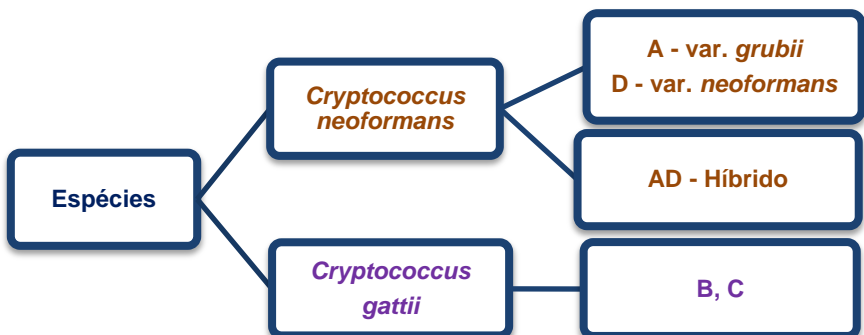 A - var. grubii
D - var. neoformans
Cryptococcus
neoformans
AD - Híbrido
Espécies
Cryptococcus
gattii
B, C